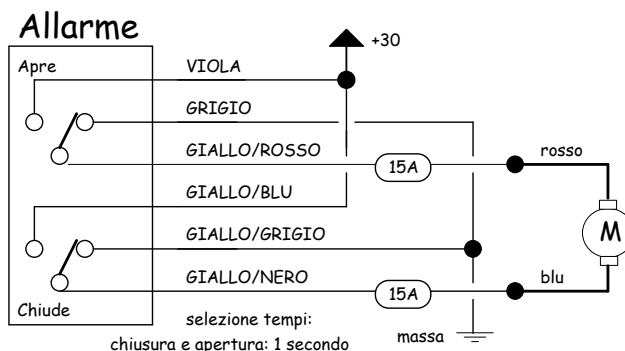 Allarme
+30
Apre
VIOLA
GRIGIO
GIALLO/ROSSO
15A
rosso
GIALLO/BLU
M
GIALLO/GRIGIO
GIALLO/NERO
15A
blu
Chiude
selezione tempi:
chiusura e apertura: 1 secondo
massa